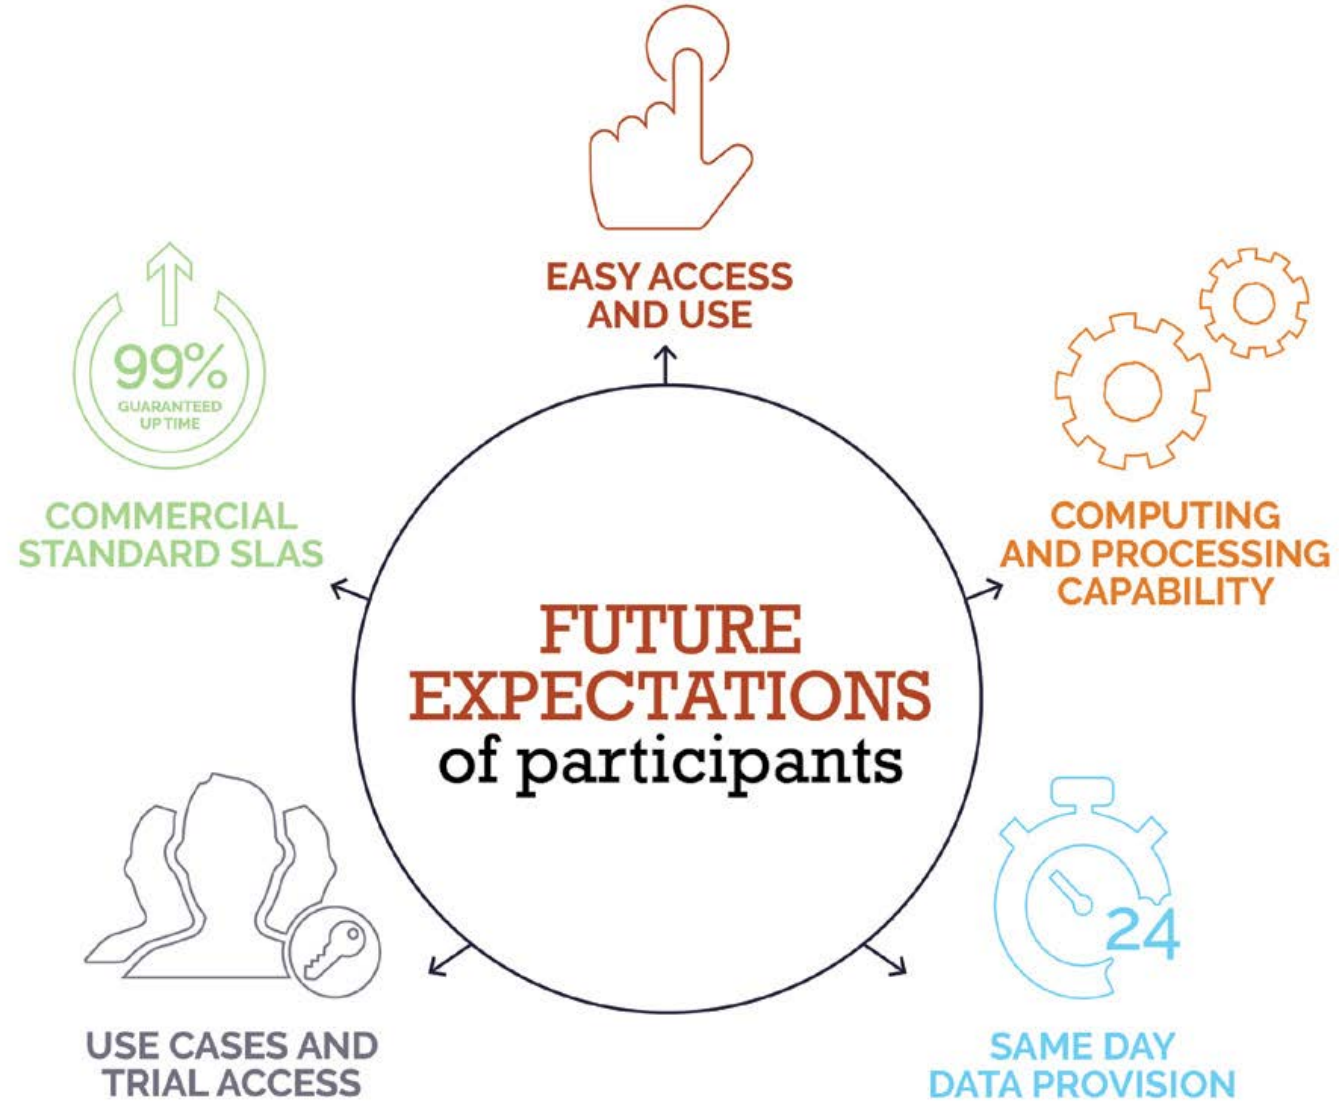 EASY ACCESS
AND USE
99%
GUARANTEED
UP TIME
COMMERCIAL
STANDARD SLAS
COMPUTING
AND PROCESSING
CAPABILITY
FUTURE
EXPECTATIONS
of participants
24
USE CASES AND
TRIAL ACCESS
SAME DAY
DATA PROVISION